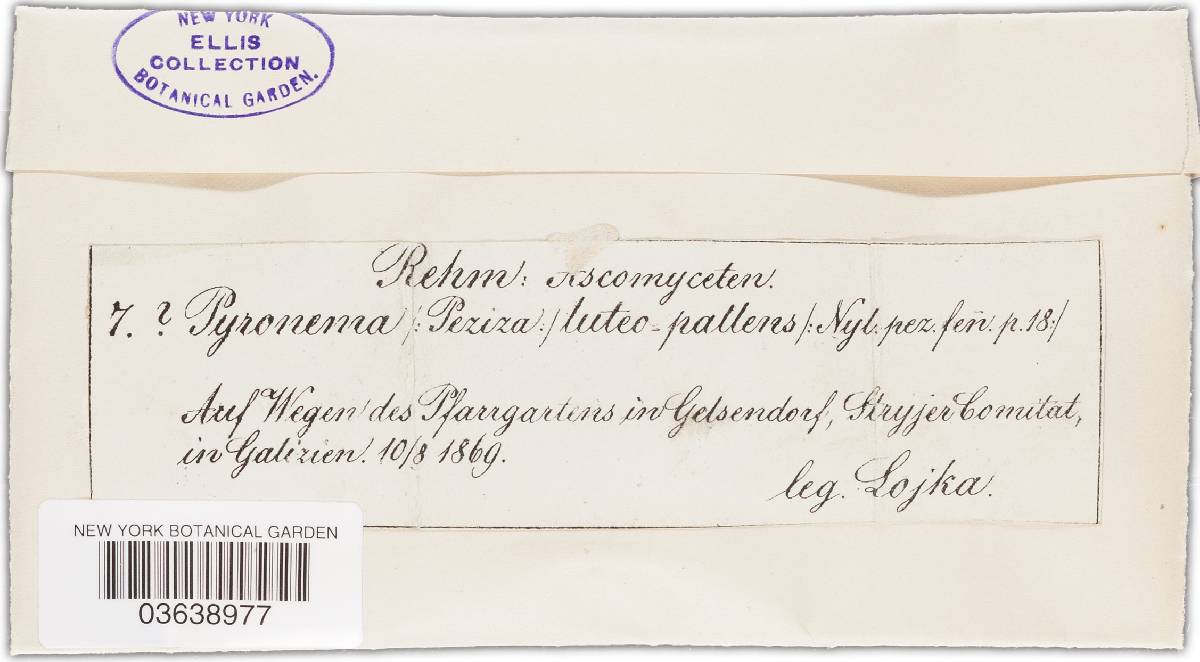 NEW YORK
ELLIS
COLLECTION
BOTANICAL GARDEN.
Rehm: Ascomyceten.
7. ? Pyronema /: Peziza :/ luteo-pallens /: Nyl. pez. fen̄. p. 18 :/
Auf Wegen des Pfarrgartens in Gelsendorf, Stryjer Comitat,
in Galizien. 10/8 1869.
leg. Lojka.
NEW YORK BOTANICAL GARDEN
03638977